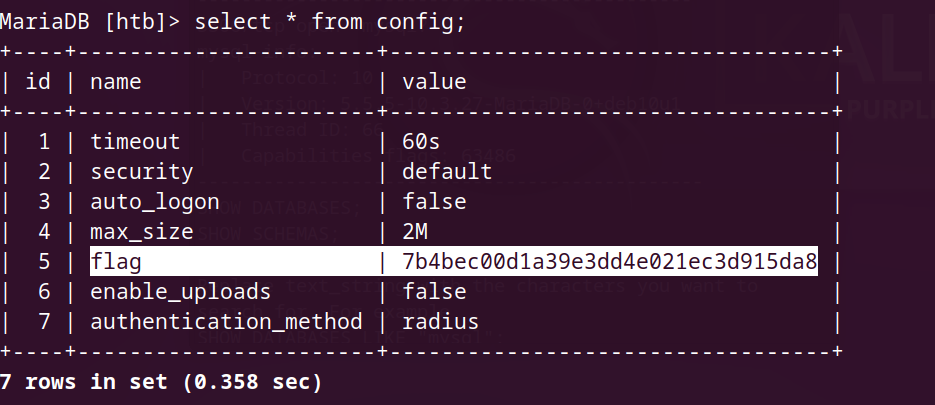 MariaDB [htb]> select * from config;
+----+-----------------------+----------------------------------+
| id | name                  | value                            |
+----+-----------------------+----------------------------------+
|  1 | timeout               | 60s                              |
|  2 | security              | default                          |
|  3 | auto_logon            | false                            |
|  4 | max_size              | 2M                               |
|  5 | flag                  | 7b4bec00d1a39e3dd4e021ec3d915da8 |
|  6 | enable_uploads        | false                            |
|  7 | authentication_method | radius                           |
+----+-----------------------+----------------------------------+
7 rows in set (0.358 sec)